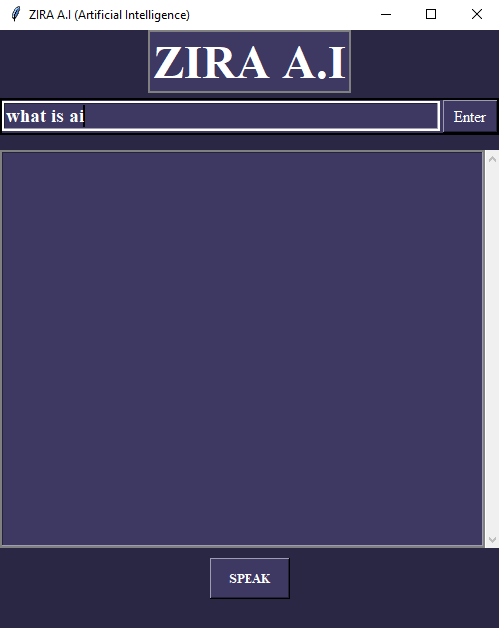 ZIRA A.I (Artificial Intelligence)
ZIRA A.I
what is ai
Enter
SPEAK